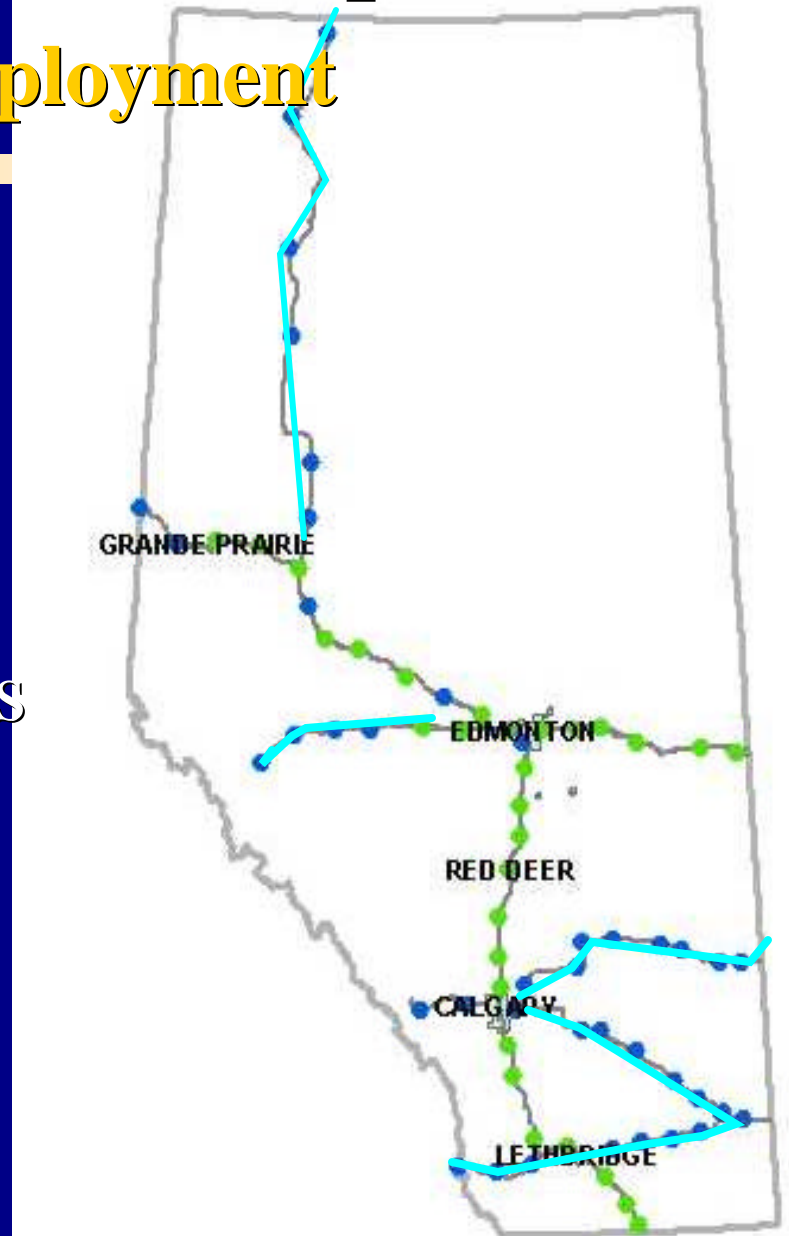 ployment
GRANDE PRAIRIE
s
EDMONTON
RED DEER
CALGARY
LETHBRIDGE